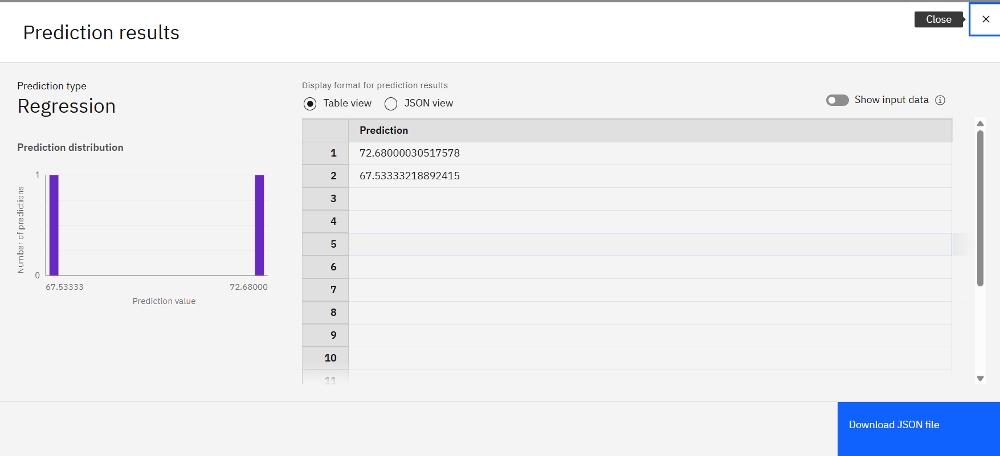 Prediction results
Close
Prediction type
Regression
Prediction distribution
Number of predictions
1
0
67.53333
72.68000
Prediction value
Display format for prediction results
Table view
JSON view
Show input data
Prediction
1 72.68000030517578
2 67.53333218892415
3
4
5
6
7
8
9
10
11
Download JSON file